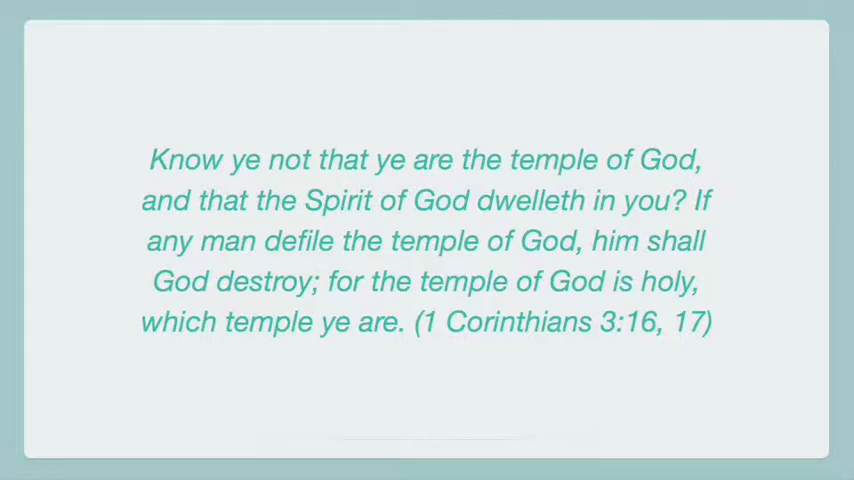 Know ye not that ye are the temple of God,
and that the Spirit of God dwelleth in you? If
any man defile the temple of God, him shall
God destroy; for the temple of God is holy,
which temple ye are. (1 Corinthians 3:16, 17)